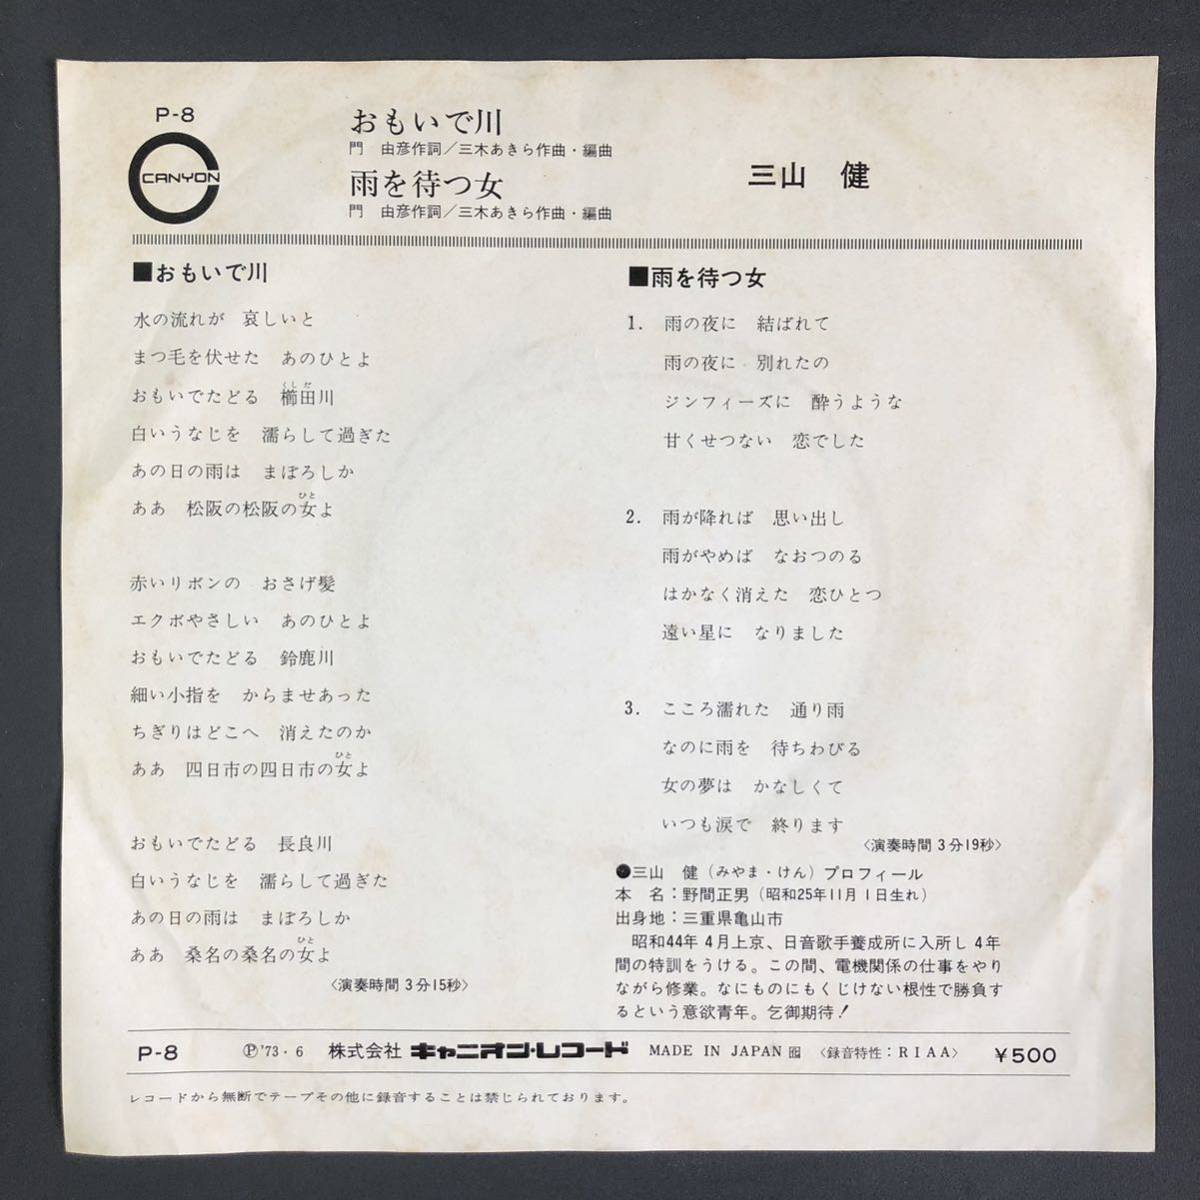 P-8
CANYON
おもいで川
門　由彦作詞／三木あきら作曲・編曲
雨を待つ女
門　由彦作詞／三木あきら作曲・編曲
三山　健
■おもいで川
水の流れが　哀しいと
まつ毛を伏せた　あのひとよ
くしだ
おもいでたどる　櫛田川
白いうなじを　濡らして過ぎた
あの日の雨は　まぼろしか
ひと
ああ　松阪の松阪の女よ
赤いリボンの　おさげ髪
エクボやさしい　あのひとよ
おもいでたどる　鈴鹿川
細い小指を　からませあった
ちぎりはどこへ　消えたのか
ひと
ああ　四日市の四日市の女よ
おもいでたどる　長良川
白いうなじを　濡らして過ぎた
あの日の雨は　まぼろしか
ひと
ああ　桑名の桑名の女よ
〈演奏時間3分15秒〉
■雨を待つ女
1.　雨の夜に　結ばれて
雨の夜に　別れたの
ジンフィーズに　酔うような
甘くせつない　恋でした
2.　雨が降れば　思い出し
雨がやめば　なおつのる
はかなく消えた　恋ひとつ
遠い星に　なりました
3.　こころ濡れた　通り雨
なのに雨を　待ちわびる
女の夢は　かなしくて
いつも涙で　終ります
〈演奏時間3分19秒〉
●三山　健（みやま・けん）プロフィール
本　名：野間正男（昭和25年11月1日生れ）
出身地：三重県亀山市
昭和44年4月上京、日音歌手養成所に入所し4年
間の特訓をうける。この間、電機関係の仕事をやり
ながら修業。なにものにもくじけない根性で勝負す
るという意欲青年。乞御期待！
P-8　Ⓟ'73・6　株式会社 キャニオン・レコード　MADE IN JAPAN　〈録音特性：RIAA〉　￥500
レコードから無断でテープその他に録音することは禁じられております。